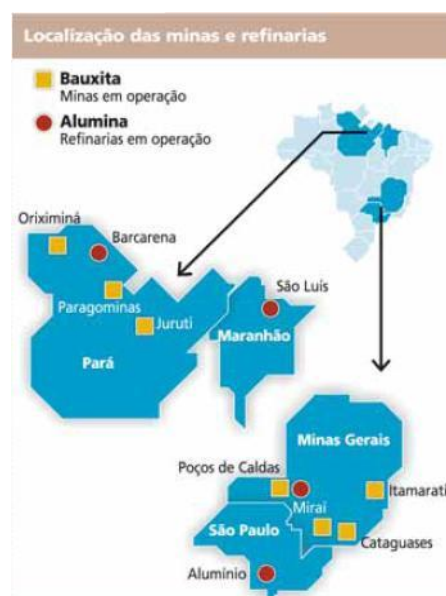 Localização das minas e refinarias
Bauxita
Minas em operação
Alumina
Refinarias em operação
Oriximiná
Barcarena
Paragominas
Juruti
Pará
São Luís
Maranhão
Minas Gerais
Poços de Caldas
Itamarati
Miraí
São Paulo
Cataguases
Alumínio